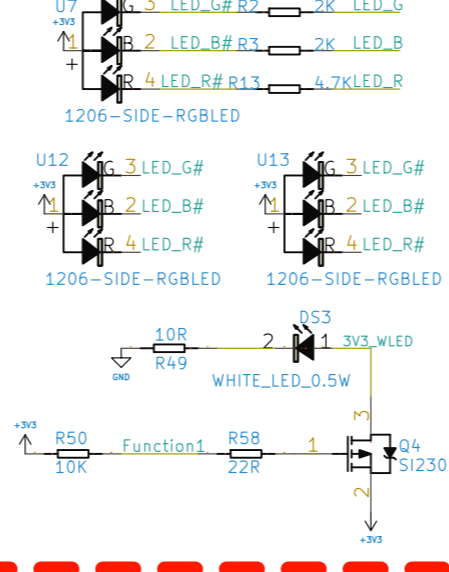 U7 G 3 LED_G# R2 2K LED_G
+3V3
1 B 2 LED_B# R3 2K LED_B
+
R 4 LED_R# R13 4.7K LED_R
1206-SIDE-RGBLED
U12 G 3 LED_G#
+3V3
1 B 2 LED_B#
+
R 4 LED_R#
1206-SIDE-RGBLED
U13 G 3 LED_G#
+3V3
1 B 2 LED_B#
+
R 4 LED_R#
1206-SIDE-RGBLED
DS3
10R 2 1 3V3_WLED
GND R49
WHITE_LED_0.5W
3
+3V3
R50 Function1 R58 1 Q4
10K 22R SI230
2
+3V3